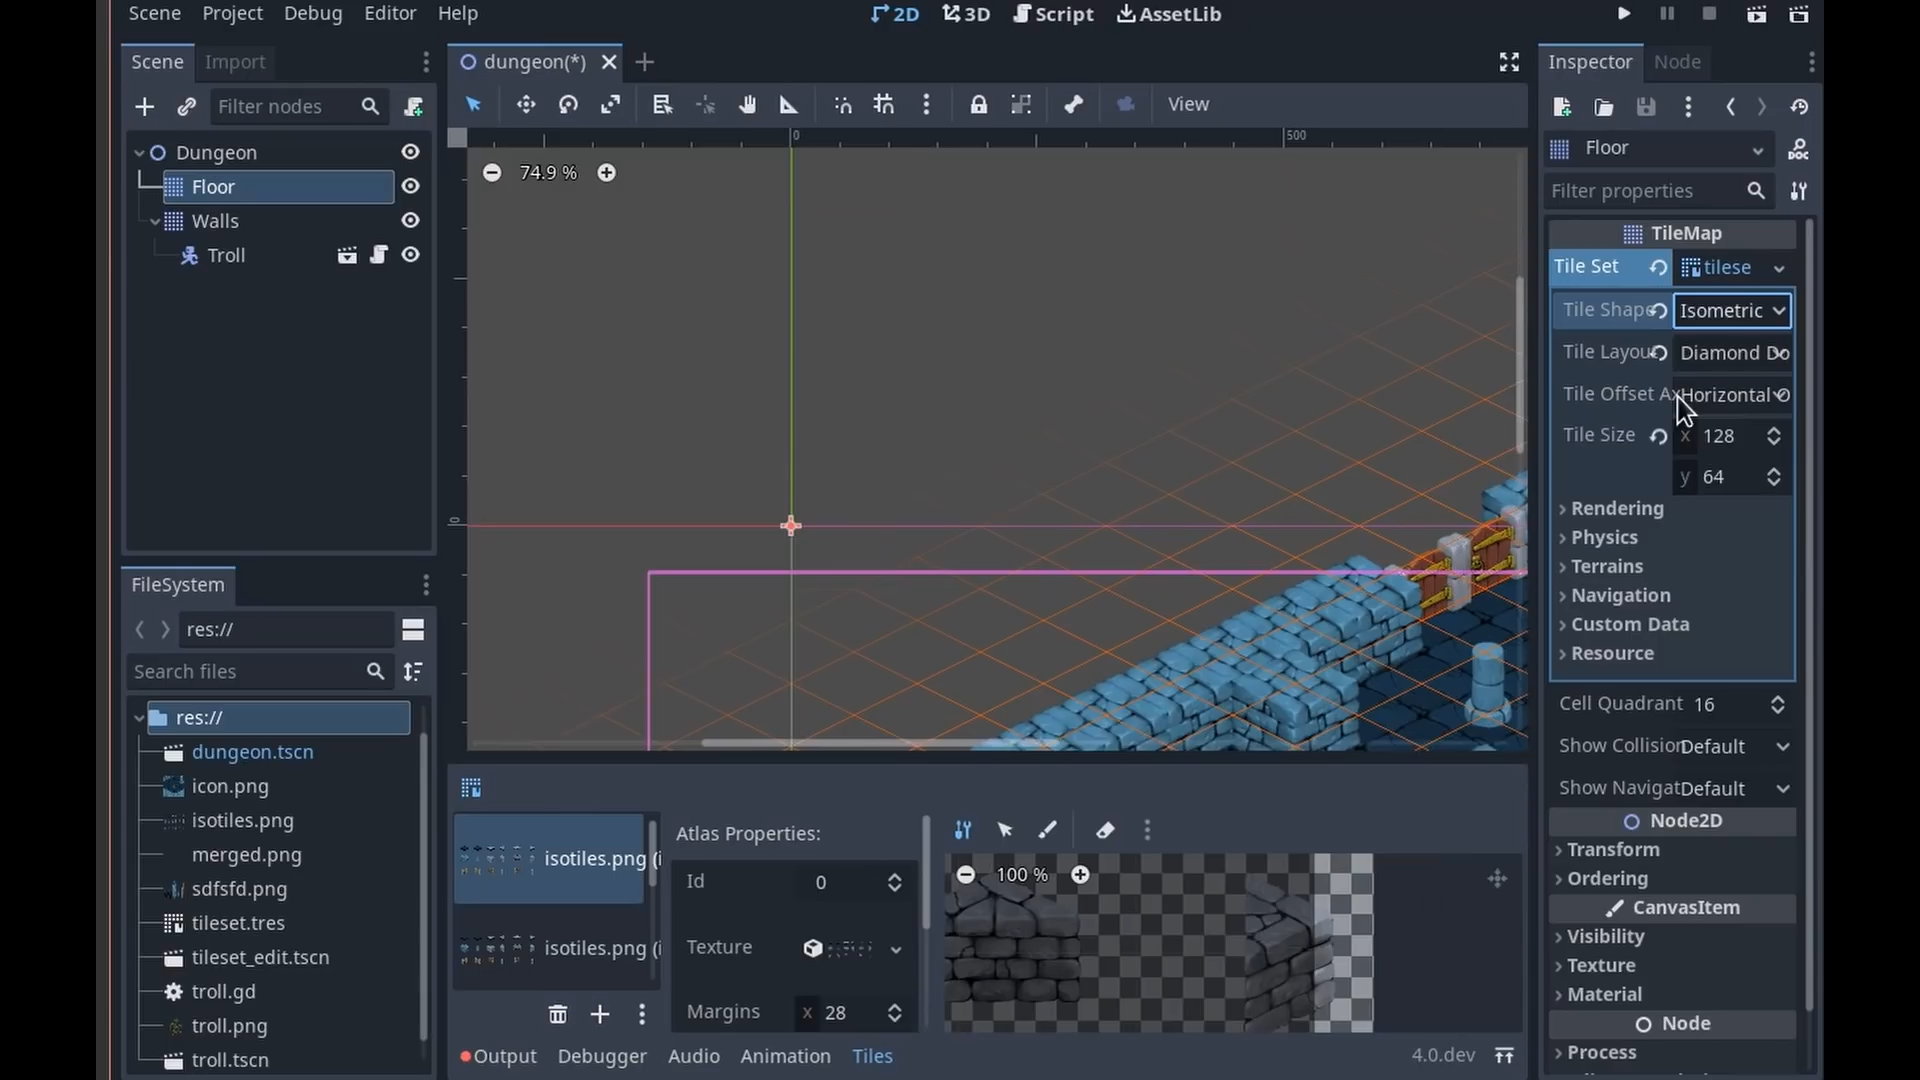 Scene Project Debug Editor Help
2D 3D Script AssetLib
Scene Import
Filter nodes
Dungeon
Floor
Walls
Troll
FileSystem
res://
Search files
res://
dungeon.tscn
icon.png
isotiles.png
merged.png
sdfsfd.png
tileset.tres
tileset_edit.tscn
troll.gd
troll.png
troll.tscn
dungeon(*)
View
0 500
74.9 %
0
isotiles.png (i
isotiles.png (i
Atlas Properties:
Id 0
Texture
Margins x 28
100 %
Output Debugger Audio Animation Tiles
4.0.dev
Inspector Node
Floor
DOC
Filter properties
TileMap
Tile Set tilese
Tile Shape Isometric
Tile Layou Diamond Do
Tile Offset Ax Horizontal O
Tile Size x 128
y 64
Rendering
Physics
Terrains
Navigation
Custom Data
Resource
Cell Quadrant 16
Show Collision Default
Show Navigat Default
Node2D
Transform
Ordering
CanvasItem
Visibility
Texture
Material
Node
Process